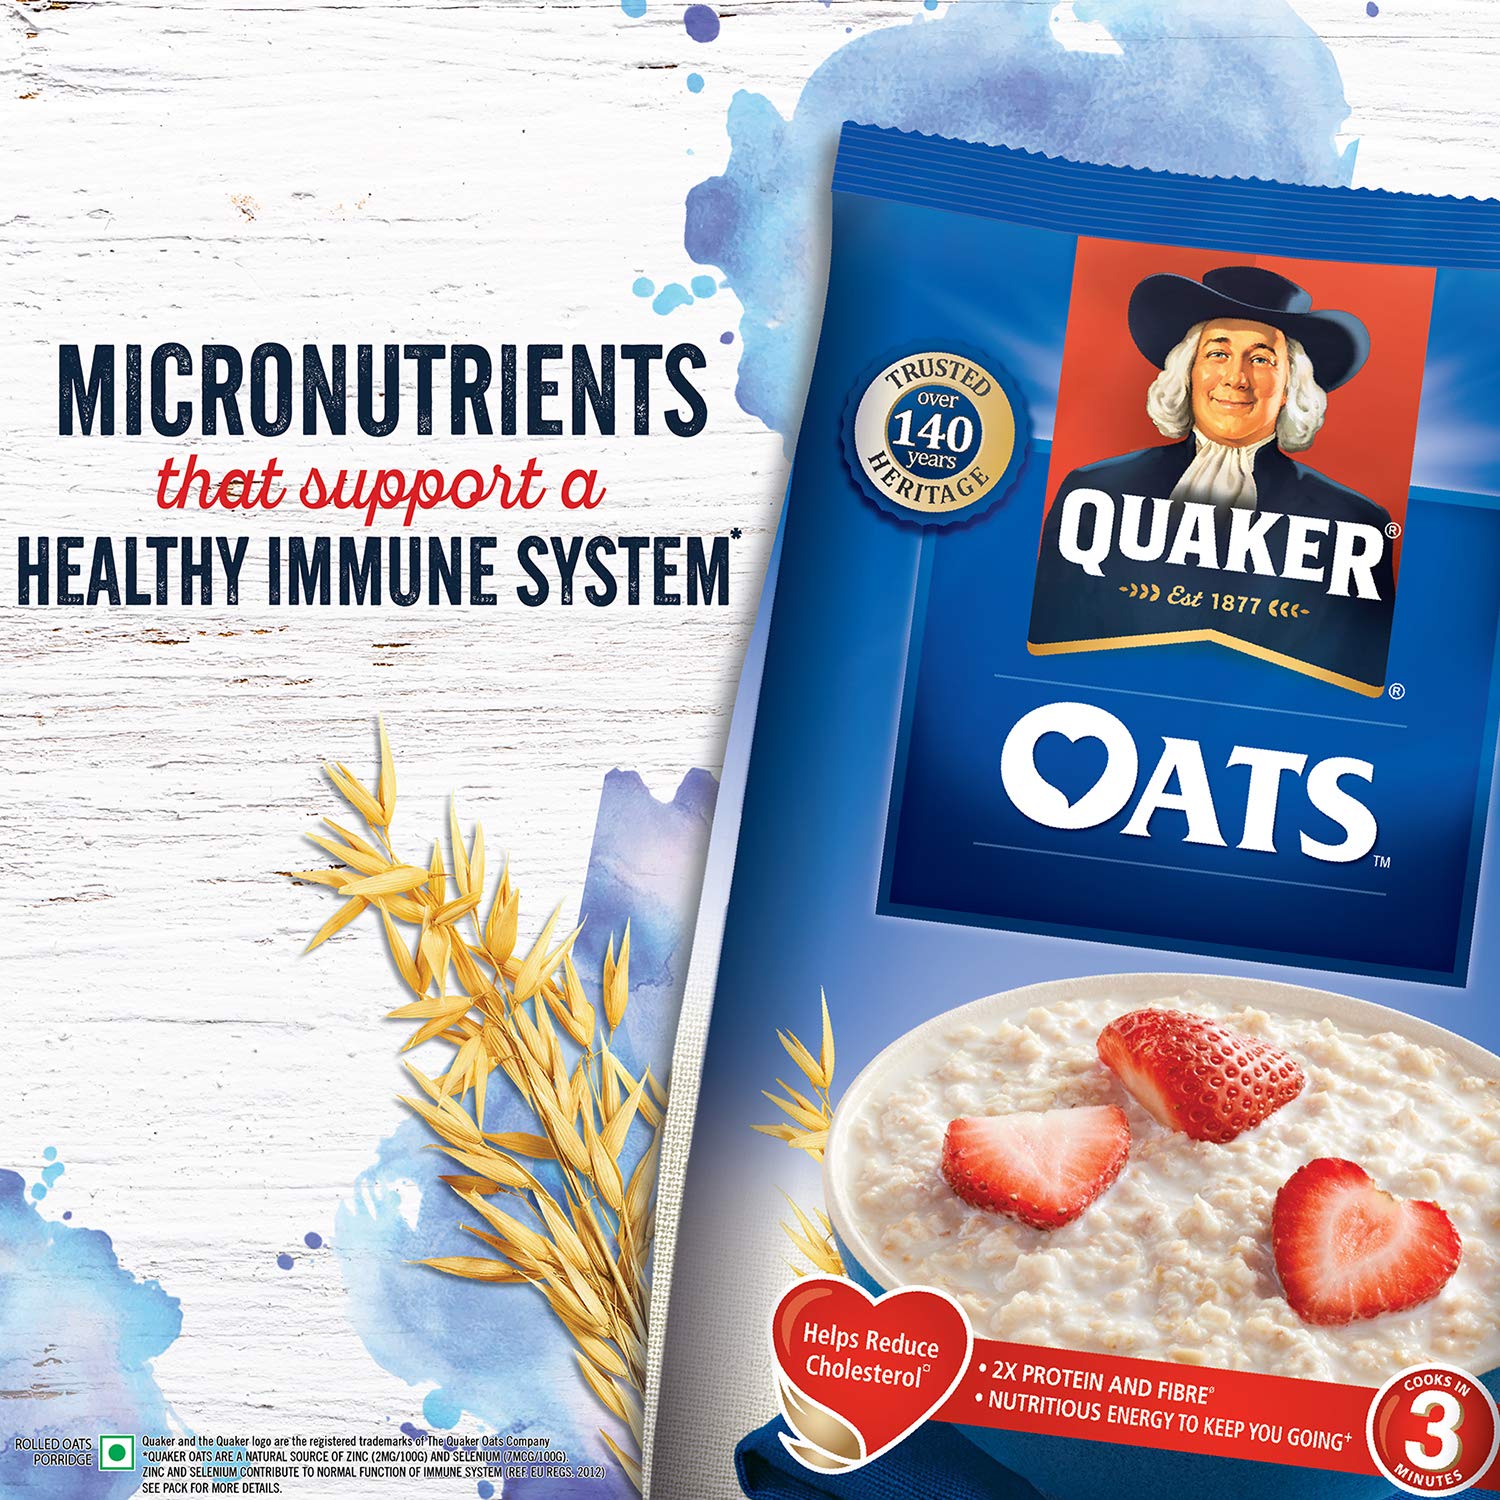 MICRONUTRIENTS
that support a
HEALTHY IMMUNE SYSTEM*
TRUSTED
over
140
years
HERITAGE
QUAKER®
Est 1877
®
OATS™
Helps Reduce
Cholesterol¤
• 2X PROTEIN AND FIBRE ø
• NUTRITIOUS ENERGY TO KEEP YOU GOING+
COOKS IN
3
MINUTES
ROLLED OATS
PORRIDGE
Quaker and the Quaker logo are the registered trademarks of The Quaker Oats Company
*QUAKER OATS ARE A NATURAL SOURCE OF ZINC (2MG/100G) AND SELENIUM (7MCG/100G).
ZINC AND SELENIUM CONTRIBUTE TO NORMAL FUNCTION OF IMMUNE SYSTEM (REF. EU REGS. 2012)
SEE PACK FOR MORE DETAILS.